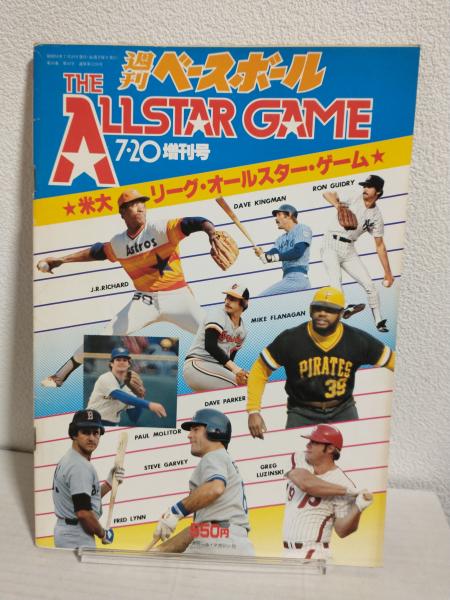 週刊 ベースボール
THE
ALLSTAR GAME
7・20 増刊号
★米大リーグ・オールスター・ゲーム★
DAVE KINGMAN
RON GUIDRY
Astros
50
J.R.RICHARD
MIKE FLANAGAN
PIRATES
39
DAVE PARKER
PAUL MOLITOR
STEVE GARVEY
GREG
LUZINSKI
FRED LYNN
550円